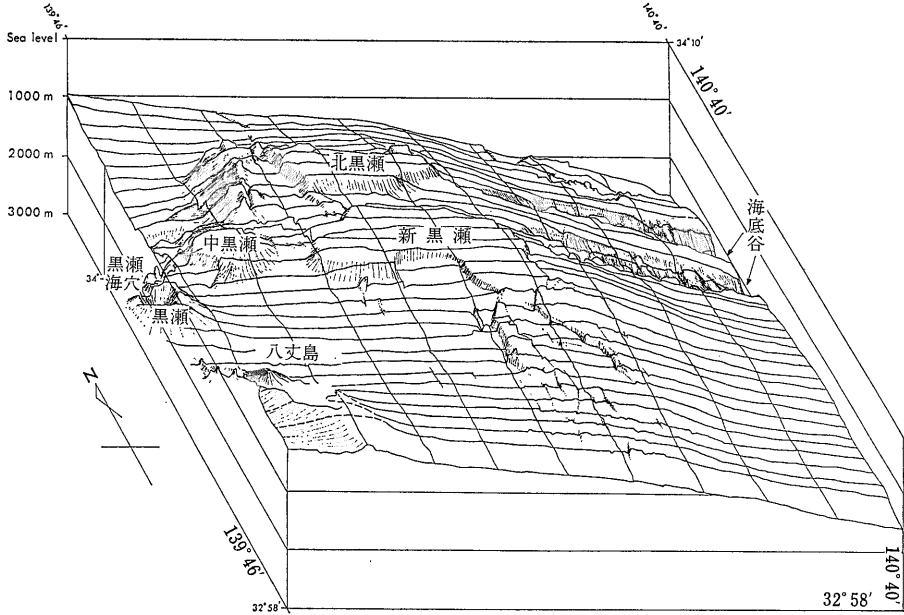 139°46′
140°40′
Sea level
34°10′
140°40′
1000 m
北黒瀬
2000 m
海底谷
3000 m
新黒瀬
中黒瀬
黒瀬
海穴
34°
黒瀬
八丈島
N
139°46′
140°40′
32°58′
32°58′